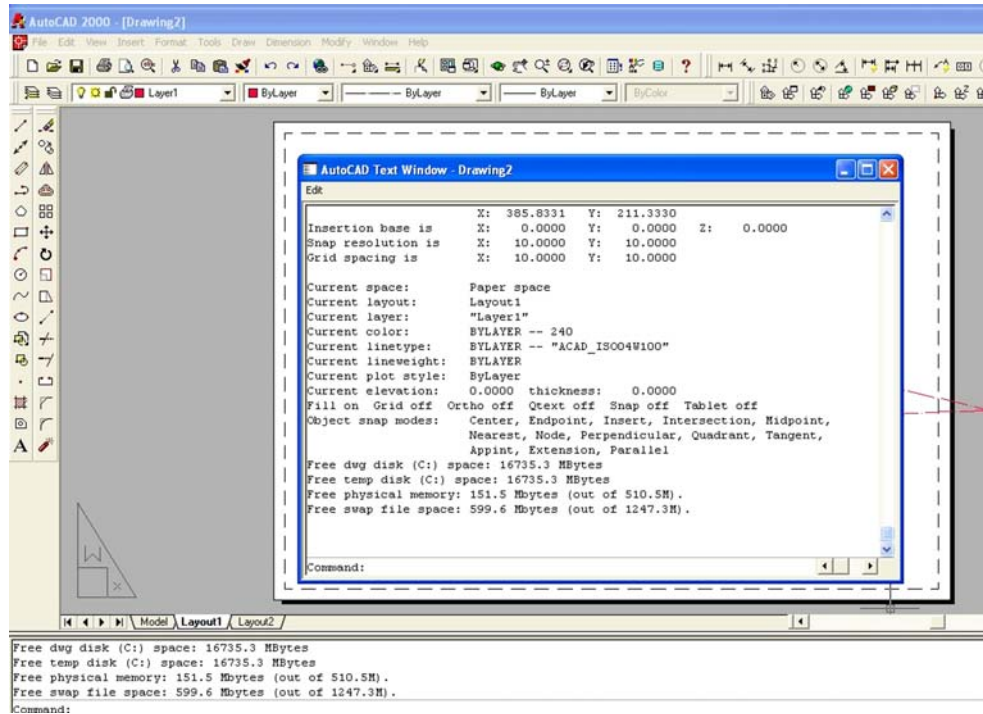 AutoCAD 2000 - [Drawing2]
File Edit View Insert Format Tools Draw Dimension Modify Window Help
Layer1 ByLayer ByLayer ByLayer ByColor
AutoCAD Text Window - Drawing2
Edit
X: 385.8331 Y: 211.3330
Insertion base is X: 0.0000 Y: 0.0000 Z: 0.0000
Snap resolution is X: 10.0000 Y: 10.0000
Grid spacing is X: 10.0000 Y: 10.0000
Current space: Paper space
Current layout: Layout1
Current layer: "Layer1"
Current color: BYLAYER -- 240
Current linetype: BYLAYER -- "ACAD_ISO04W100"
Current lineweight: BYLAYER
Current plot style: ByLayer
Current elevation: 0.0000 thickness: 0.0000
Fill on Grid off Ortho off Qtext off Snap off Tablet off
Object snap modes: Center, Endpoint, Insert, Intersection, Midpoint,
Nearest, Node, Perpendicular, Quadrant, Tangent,
Appint, Extension, Parallel
Free dwg disk (C:) space: 16735.3 MBytes
Free temp disk (C:) space: 16735.3 MBytes
Free physical memory: 151.5 Mbytes (out of 510.5M).
Free swap file space: 599.6 Mbytes (out of 1247.3M).
Command:
W
X
Model Layout1 Layout2
Free dwg disk (C:) space: 16735.3 MBytes
Free temp disk (C:) space: 16735.3 MBytes
Free physical memory: 151.5 Mbytes (out of 510.5M).
Free swap file space: 599.6 Mbytes (out of 1247.3M).
Command: